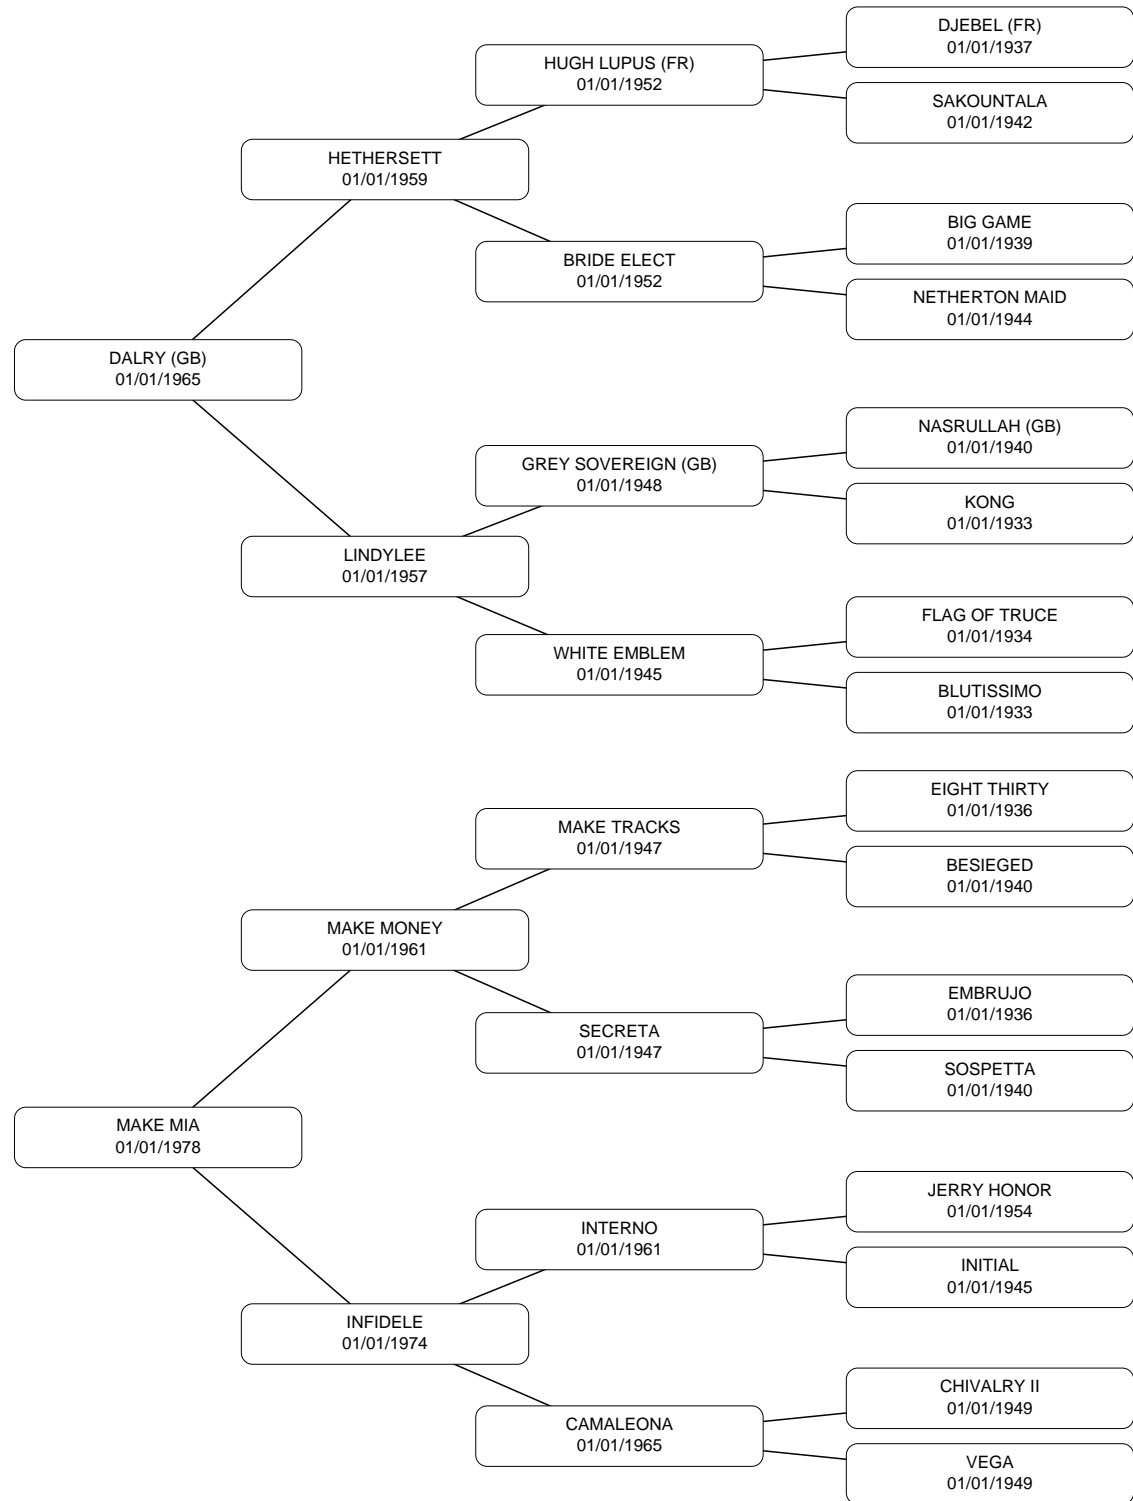 DJEBEL (FR)
01/01/1937
HUGH LUPUS (FR)
01/01/1952
SAKOUNTALA
01/01/1942
HETHERSETT
01/01/1959
BIG GAME
01/01/1939
BRIDE ELECT
01/01/1952
NETHERTON MAID
01/01/1944
DALRY (GB)
01/01/1965
NASRULLAH (GB)
01/01/1940
GREY SOVEREIGN (GB)
01/01/1948
KONG
01/01/1933
LINDYLEE
01/01/1957
FLAG OF TRUCE
01/01/1934
WHITE EMBLEM
01/01/1945
BLUTISSIMO
01/01/1933
EIGHT THIRTY
01/01/1936
MAKE TRACKS
01/01/1947
BESIEGED
01/01/1940
MAKE MONEY
01/01/1961
EMBRUJO
01/01/1936
SECRETA
01/01/1947
SOSPETTA
01/01/1940
MAKE MIA
01/01/1978
JERRY HONOR
01/01/1954
INTERNO
01/01/1961
INITIAL
01/01/1945
INFIDELE
01/01/1974
CHIVALRY II
01/01/1949
CAMALEONA
01/01/1965
VEGA
01/01/1949